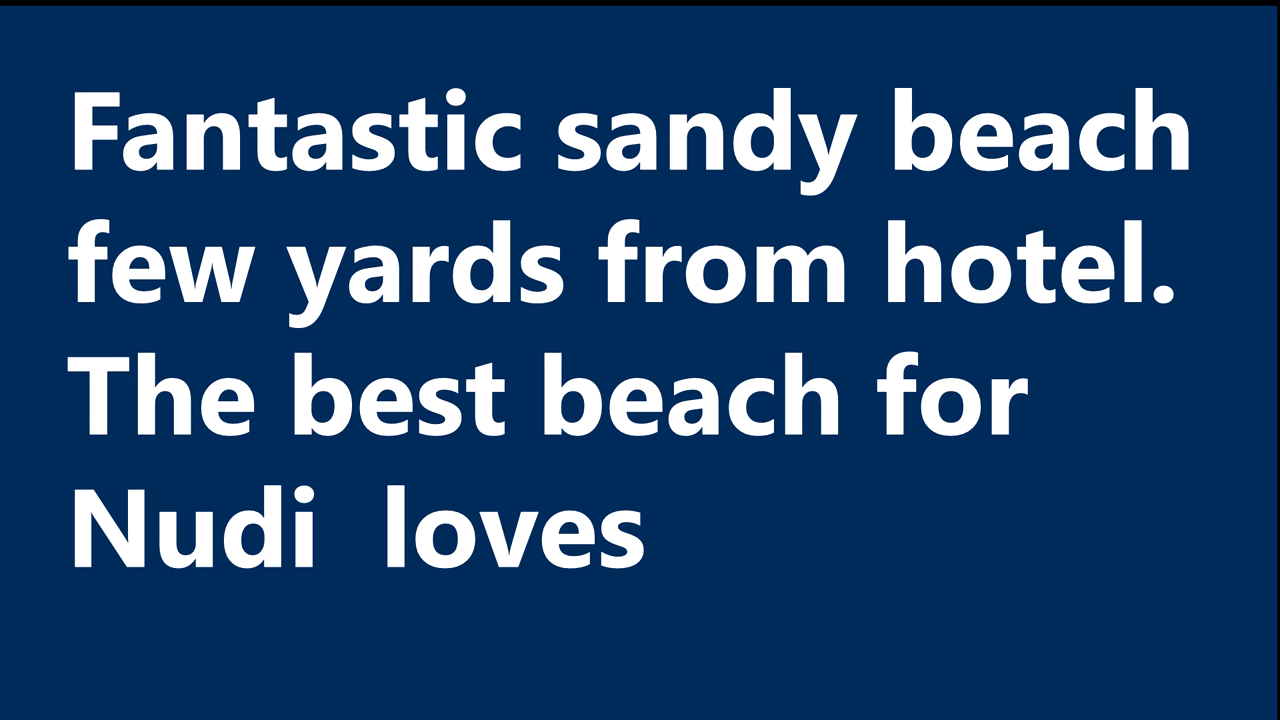 Fantastic sandy beach
few yards from hotel.
The best beach for
Nudi  loves